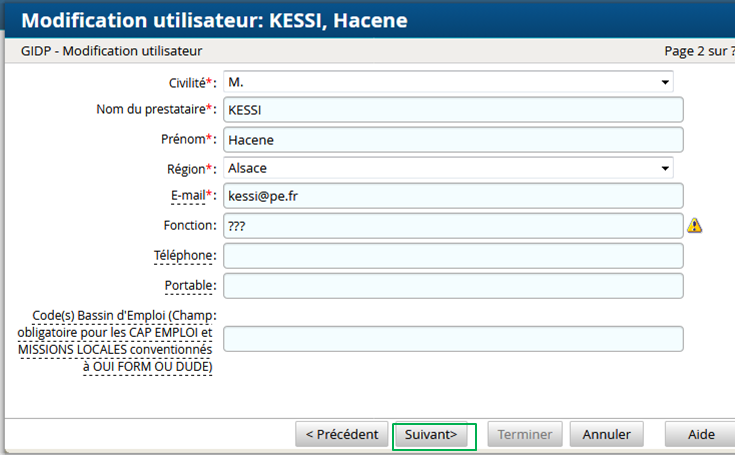 Modification utilisateur: KESSI, Hacene
GIDP - Modification utilisateur Page 2 sur ?
Civilité*: M.
Nom du prestataire*: KESSI
Prénom*: Hacene
Région*: Alsace
E-mail*: kessi@pe.fr
Fonction: ???
Téléphone:
Portable:
Code(s) Bassin d'Emploi (Champ:
obligatoire pour les CAP EMPLOI et
MISSIONS LOCALES conventionnés
à OUI FORM OU DUDE)
< Précédent Suivant> Terminer Annuler Aide